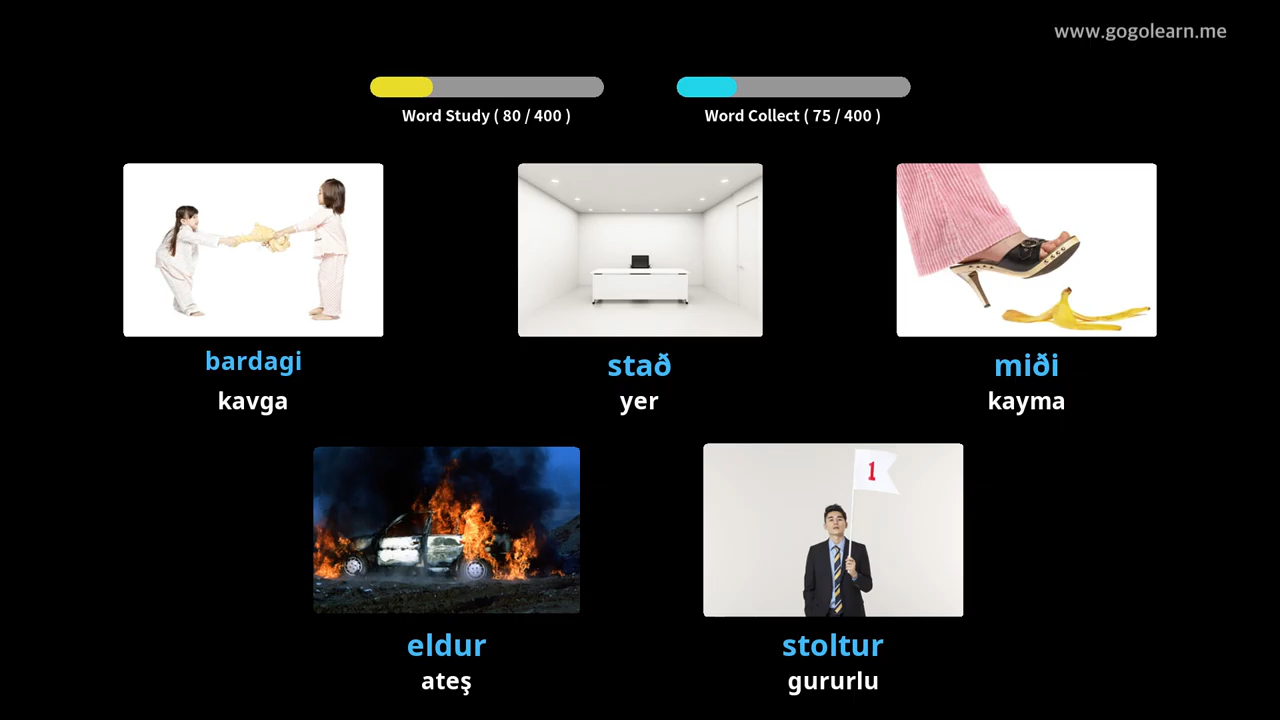 www.gogolearn.me
Word Study ( 80 / 400 )
Word Collect ( 75 / 400 )
bardagi
kavga
stað
yer
miði
kayma
1
eldur
ateş
stoltur
gururlu